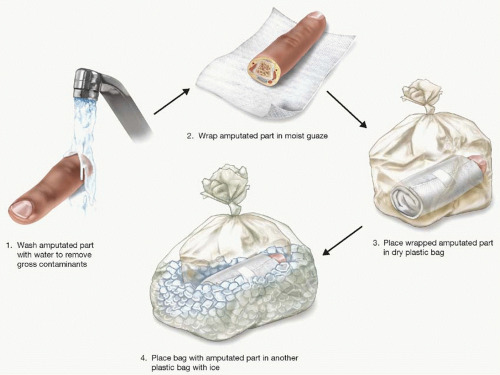 1. Wash amputated part
with water to remove
gross contaminants
2. Wrap amputated part in moist guaze
3. Place wrapped amputated part
in dry plastic bag
4. Place bag with amputated part in another
plastic bag with ice